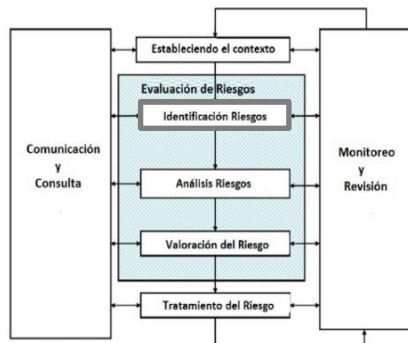 Estableciendo el contexto
Evaluación de Riesgos
Identificación Riesgos
Comunicación
y
Consulta
Monitoreo
y
Revisión
Análisis Riesgos
Valoración del Riesgo
Tratamiento del Riesgo